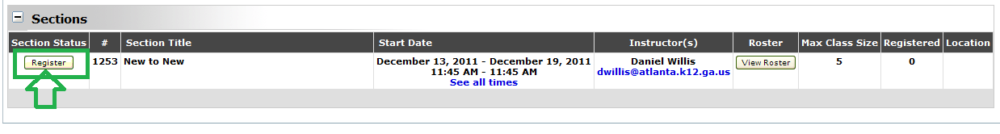 Sections
Section Status # Section Title Start Date Instructor(s) Roster Max Class Size Registered Location
Register 1253 New to New December 13, 2011 - December 19, 2011 Daniel Willis View Roster 5 0
11:45 AM - 11:45 AM dwillis@atlanta.k12.ga.us
See all times